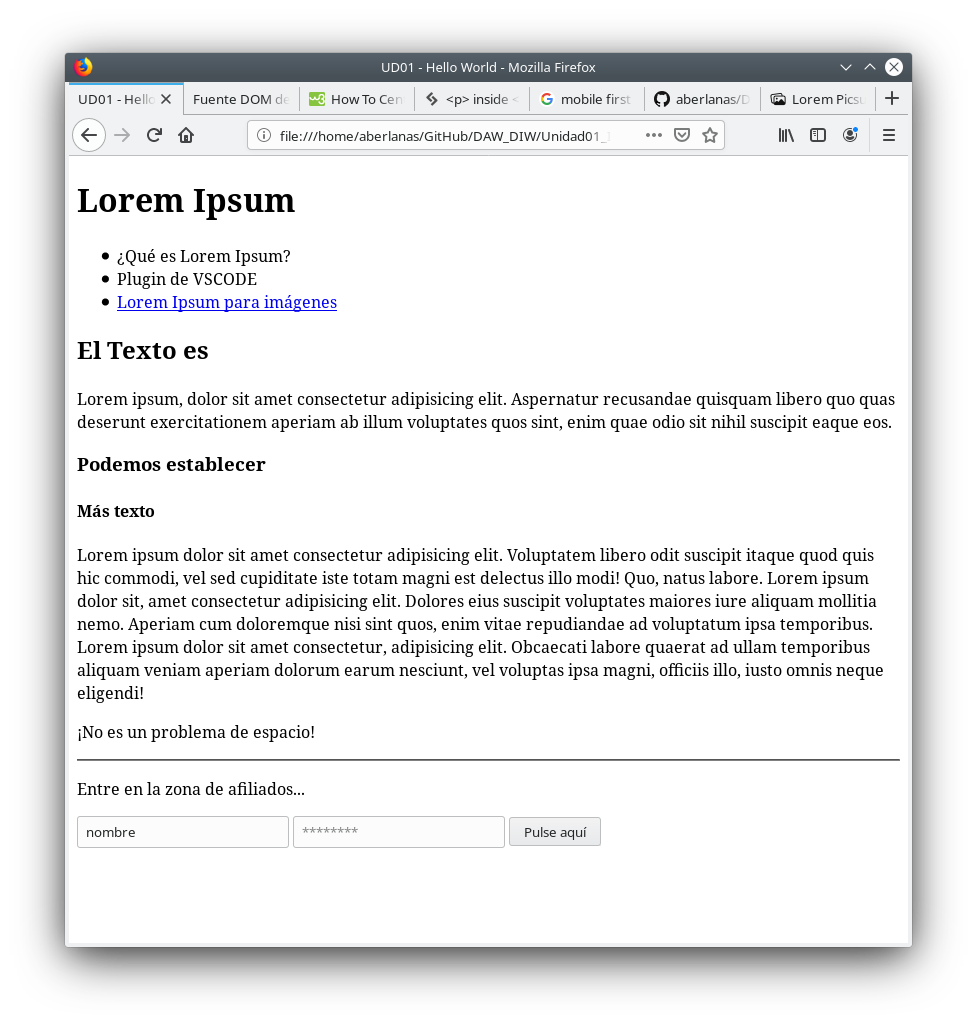 UD01 - Hello World - Mozilla Firefox
UD01 - Hello
Fuente DOM de
How To Cen
<p> inside <
mobile first
aberlanas/D
Lorem Picsu
file:///home/aberlanas/GitHub/DAW_DIW/Unidad01_
Lorem Ipsum
¿Qué es Lorem Ipsum?
Plugin de VSCODE
Lorem Ipsum para imágenes
El Texto es
Lorem ipsum, dolor sit amet consectetur adipisicing elit. Aspernatur recusandae quisquam libero quo quas
deserunt exercitationem aperiam ab illum voluptates quos sint, enim quae odio sit nihil suscipit eaque eos.
Podemos establecer
Más texto
Lorem ipsum dolor sit amet consectetur adipisicing elit. Voluptatem libero odit suscipit itaque quod quis
hic commodi, vel sed cupiditate iste totam magni est delectus illo modi! Quo, natus labore. Lorem ipsum
dolor sit, amet consectetur adipisicing elit. Dolores eius suscipit voluptates maiores iure aliquam mollitia
nemo. Aperiam cum doloremque nisi sint quos, enim vitae repudiandae ad voluptatum ipsa temporibus.
Lorem ipsum dolor sit amet consectetur, adipisicing elit. Obcaecati labore quaerat ad ullam temporibus
aliquam veniam aperiam dolorum earum nesciunt, vel voluptas ipsa magni, officiis illo, iusto omnis neque
eligendi!
¡No es un problema de espacio!
Entre en la zona de afiliados...
nombre
********
Pulse aquí